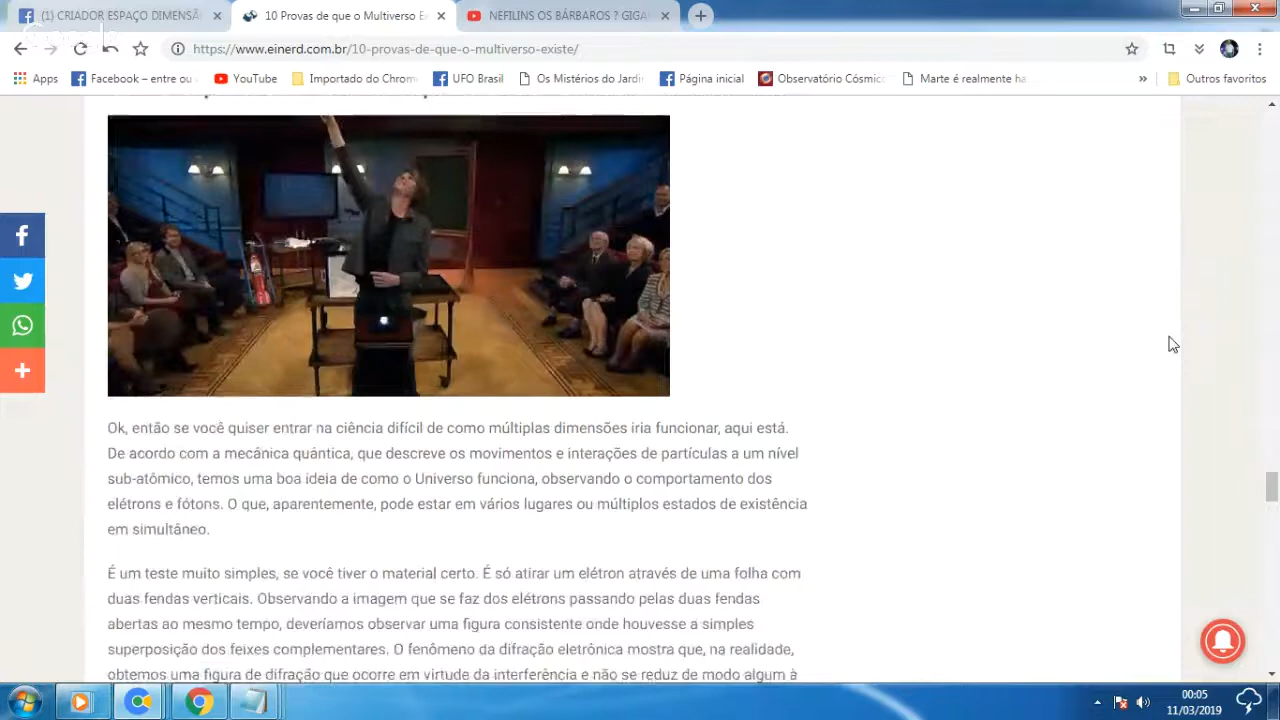 (1) CRIADOR ESPAÇO DIMENSÃ
10 Provas de que o Multiverso E
NEFILINS OS BÁRBAROS ? GIGA
https://www.einerd.com.br/10-provas-de-que-o-multiverso-existe/
Apps
Facebook – entre ou
YouTube
Importado do Chrom
UFO Brasil
Os Mistérios do Jardi
Página inicial
Observatório Cósmic
Marte é realmente ha
»
Outros favoritos
Ok, então se você quiser entrar na ciência difícil de como múltiplas dimensões iria funcionar, aqui está.
De acordo com a mecânica quântica, que descreve os movimentos e interações de partículas a um nível
sub-atômico, temos uma boa ideia de como o Universo funciona, observando o comportamento dos
elétrons e fótons. O que, aparentemente, pode estar em vários lugares ou múltiplos estados de existência
em simultâneo.
É um teste muito simples, se você tiver o material certo. É só atirar um elétron através de uma folha com
duas fendas verticais. Observando a imagem que se faz dos elétrons passando pelas duas fendas
abertas ao mesmo tempo, deveríamos observar uma figura consistente onde houvesse a simples
superposição dos feixes complementares. O fenômeno da difração eletrônica mostra que, na realidade,
obtemos uma figura de difração que ocorre em virtude da interferência e não se reduz de modo algum à
00:05
11/03/2019